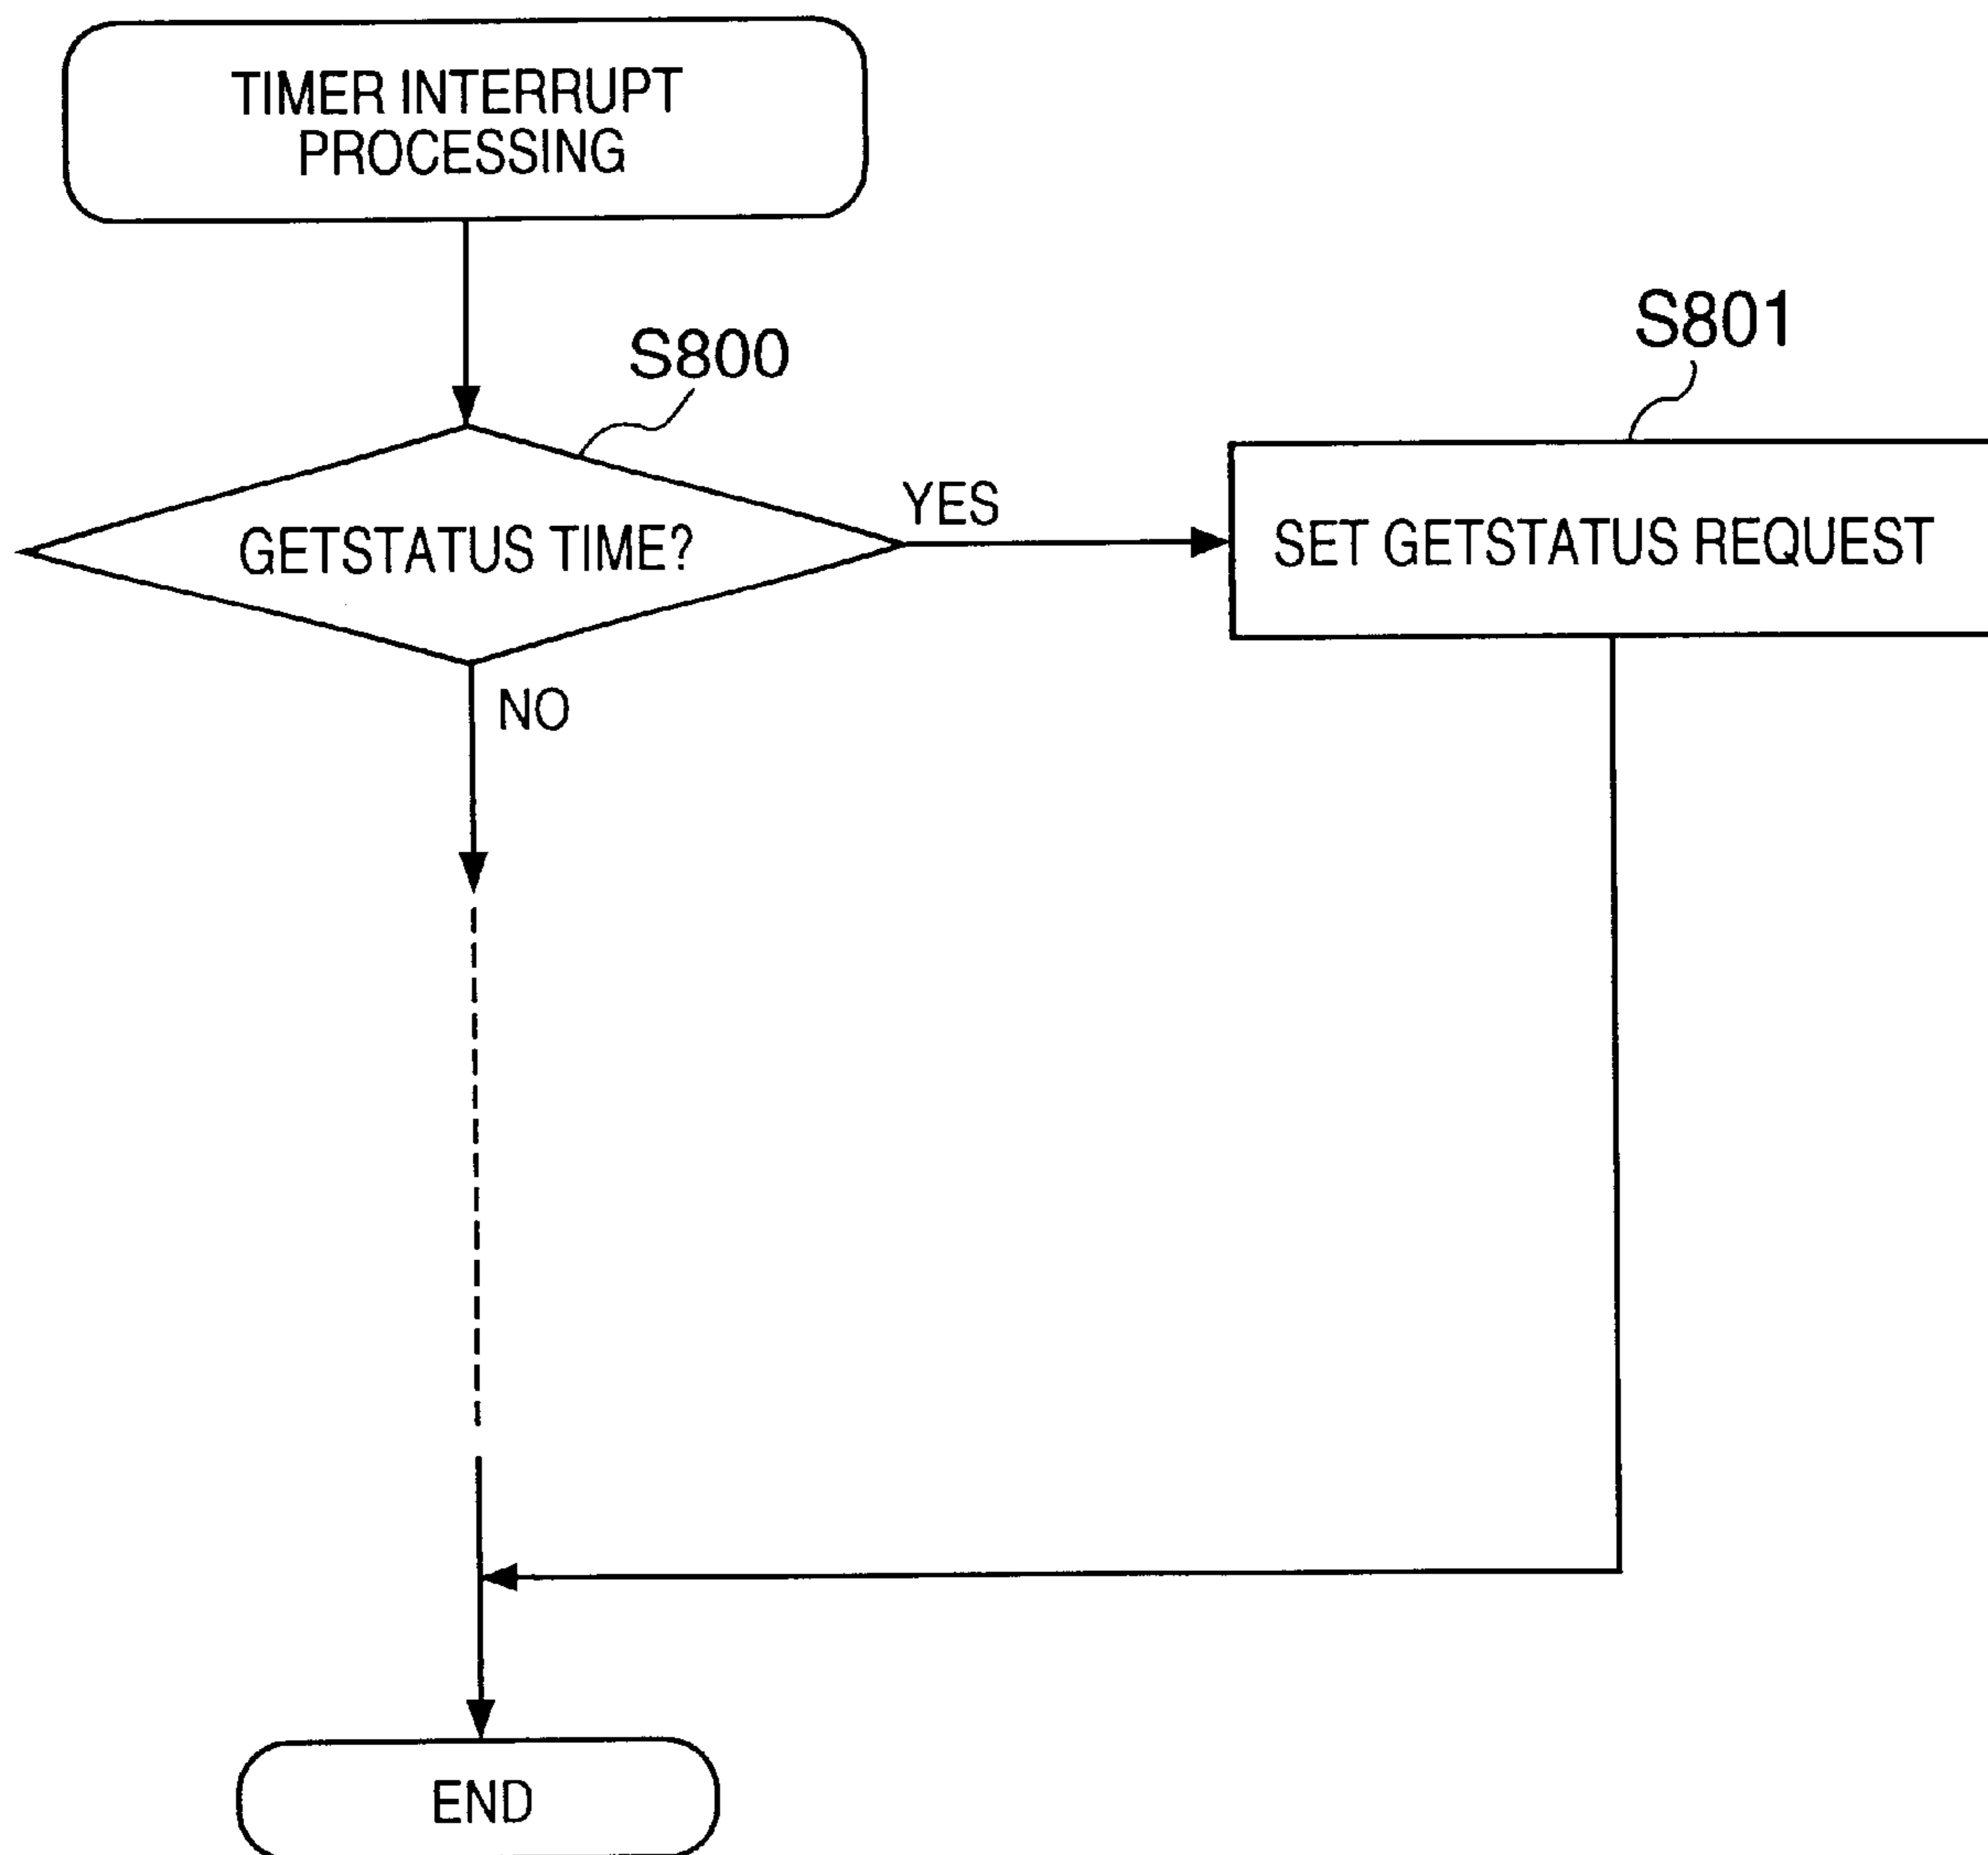 TIMER INTERRUPT
PROCESSING
S800
S801
GETSTATUS TIME?
YES
SET GETSTATUS REQUEST
NO
END